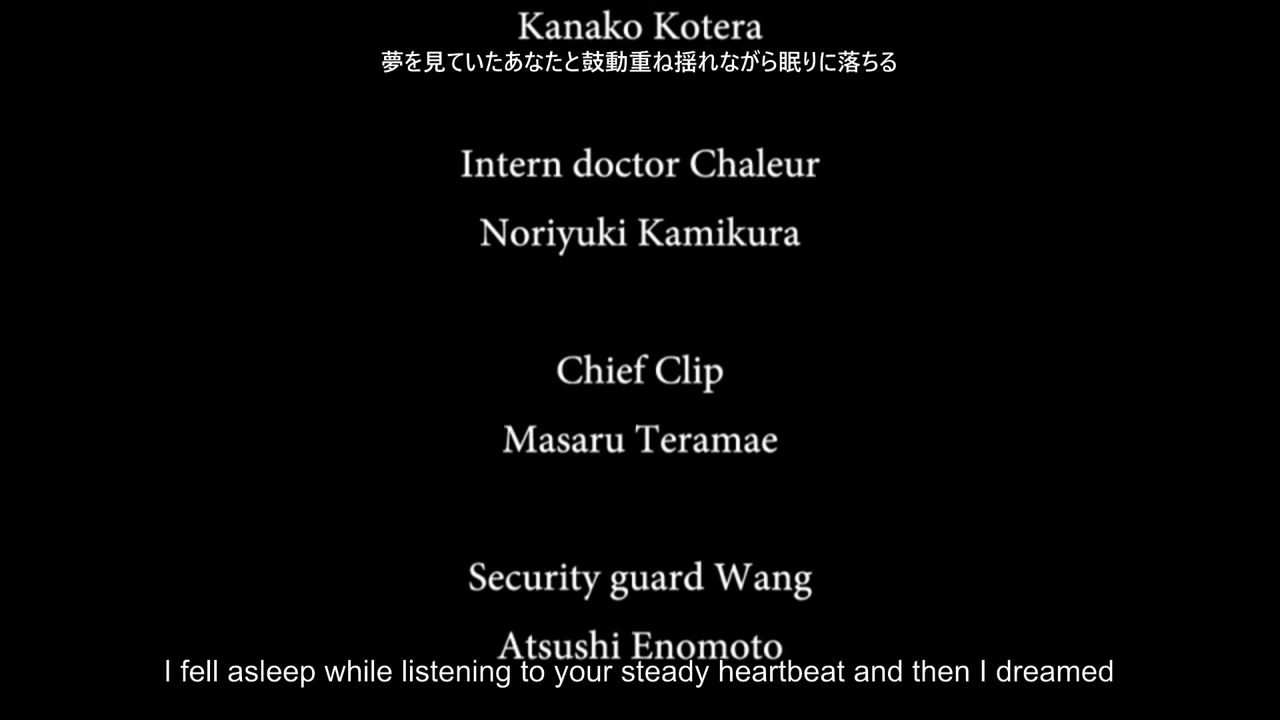 Kanako Kotera
夢を見ていたあなたと鼓動重ね揺れながら眠りに落ちる
Intern doctor Chaleur
Noriyuki Kamikura
Chief Clip
Masaru Teramae
Security guard Wang
Atsushi Enomoto
I fell asleep while listening to your steady heartbeat and then I dreamed